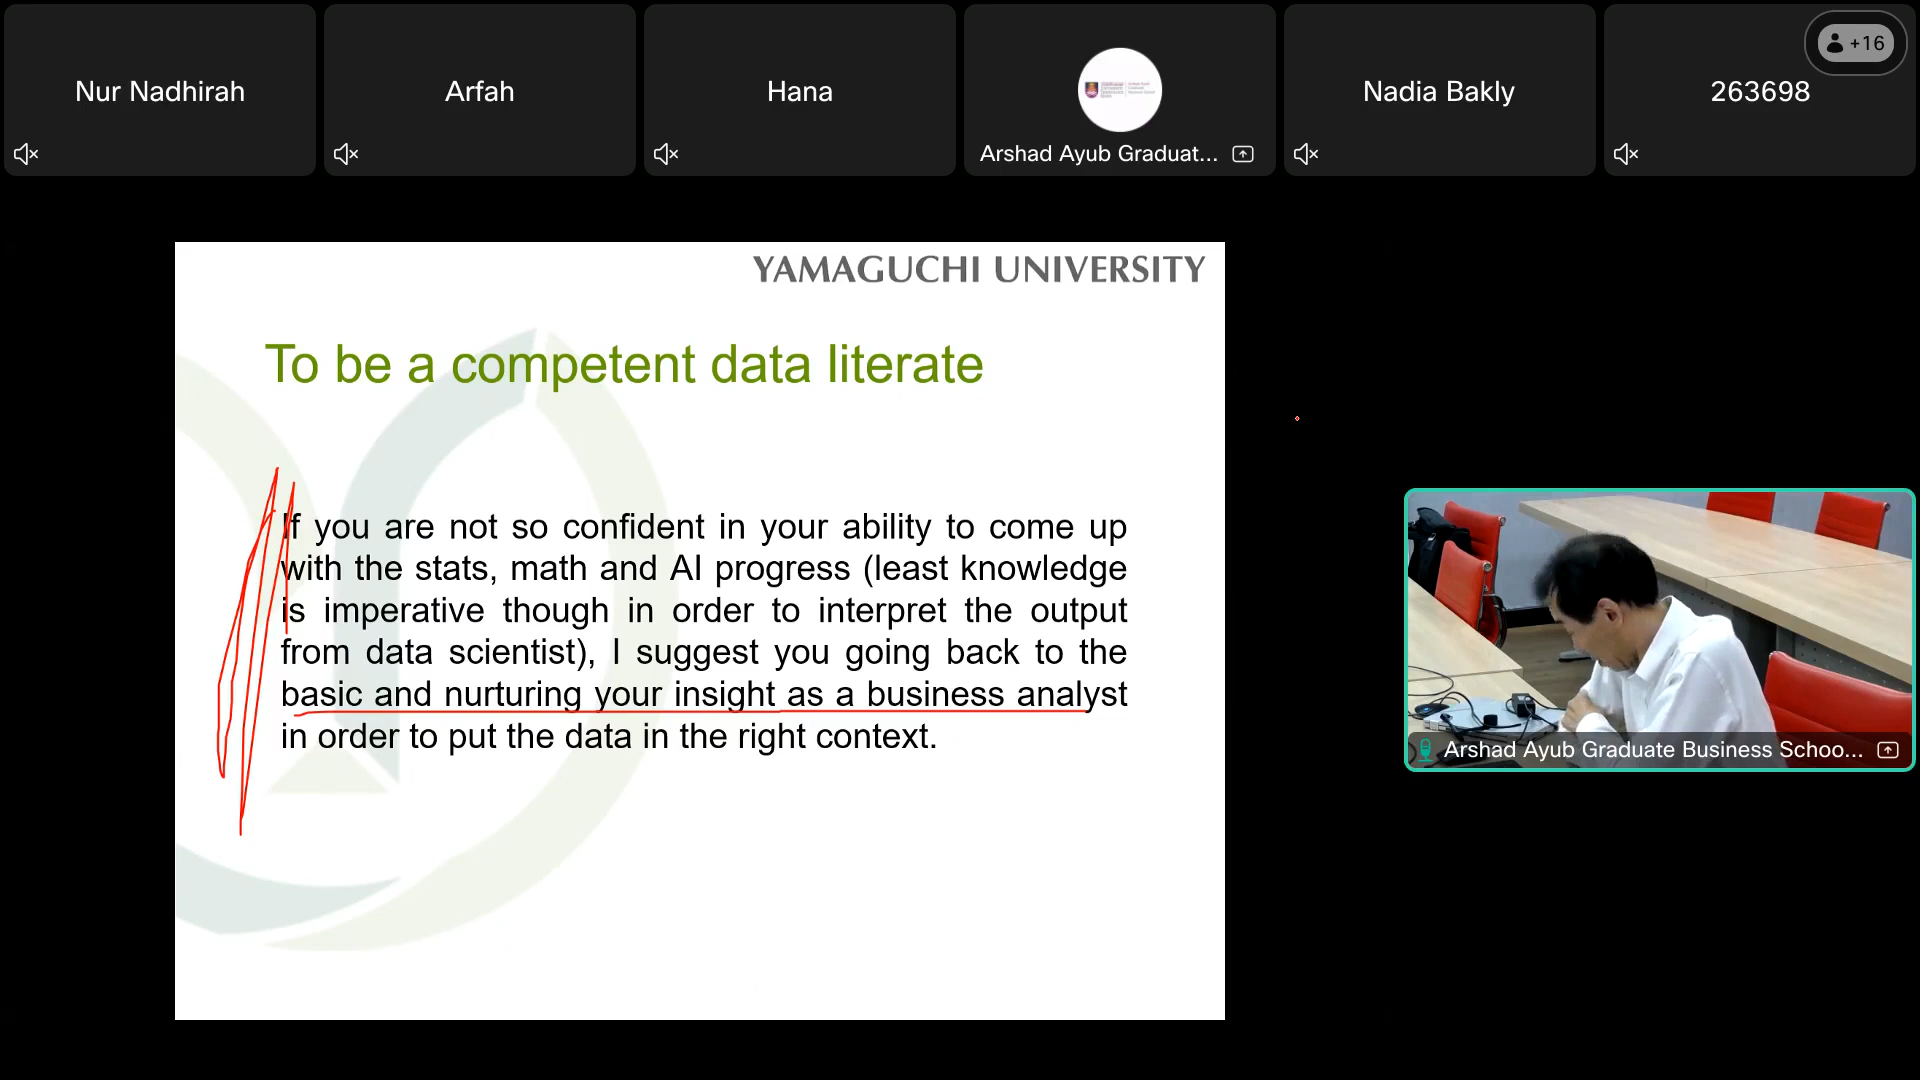 Nur Nadhirah
Arfah
Hana
Arshad Ayub Graduat...
Nadia Bakly
263698
+16
YAMAGUCHI UNIVERSITY
To be a competent data literate
If you are not so confident in your ability to come up
with the stats, math and AI progress (least knowledge
is imperative though in order to interpret the output
from data scientist), I suggest you going back to the
basic and nurturing your insight as a business analyst
in order to put the data in the right context.
Arshad Ayub Graduate Business Schoo...